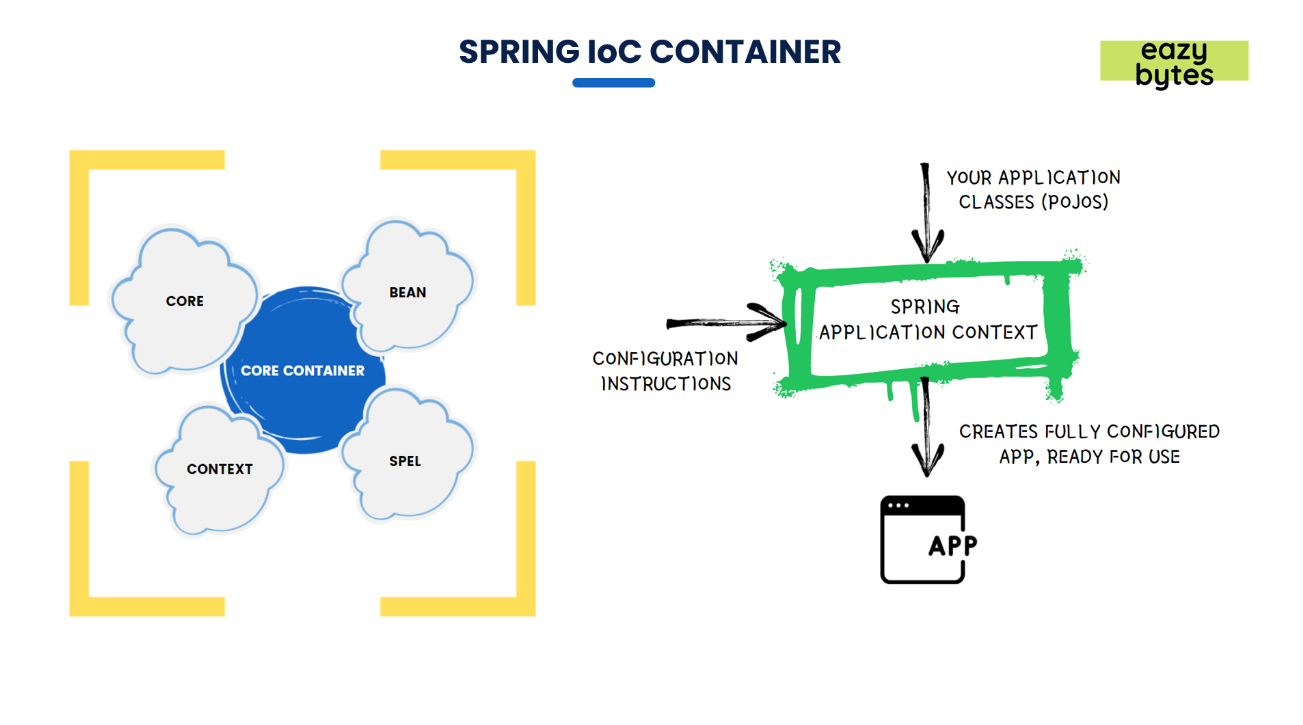 SPRING IoC CONTAINER
eazy
bytes
CORE
BEAN
CORE CONTAINER
CONTEXT
SPEL
YOUR APPLICATION
CLASSES (POJOS)
SPRING
APPLICATION CONTEXT
CONFIGURATION
INSTRUCTIONS
CREATES FULLY CONFIGURED
APP, READY FOR USE
APP